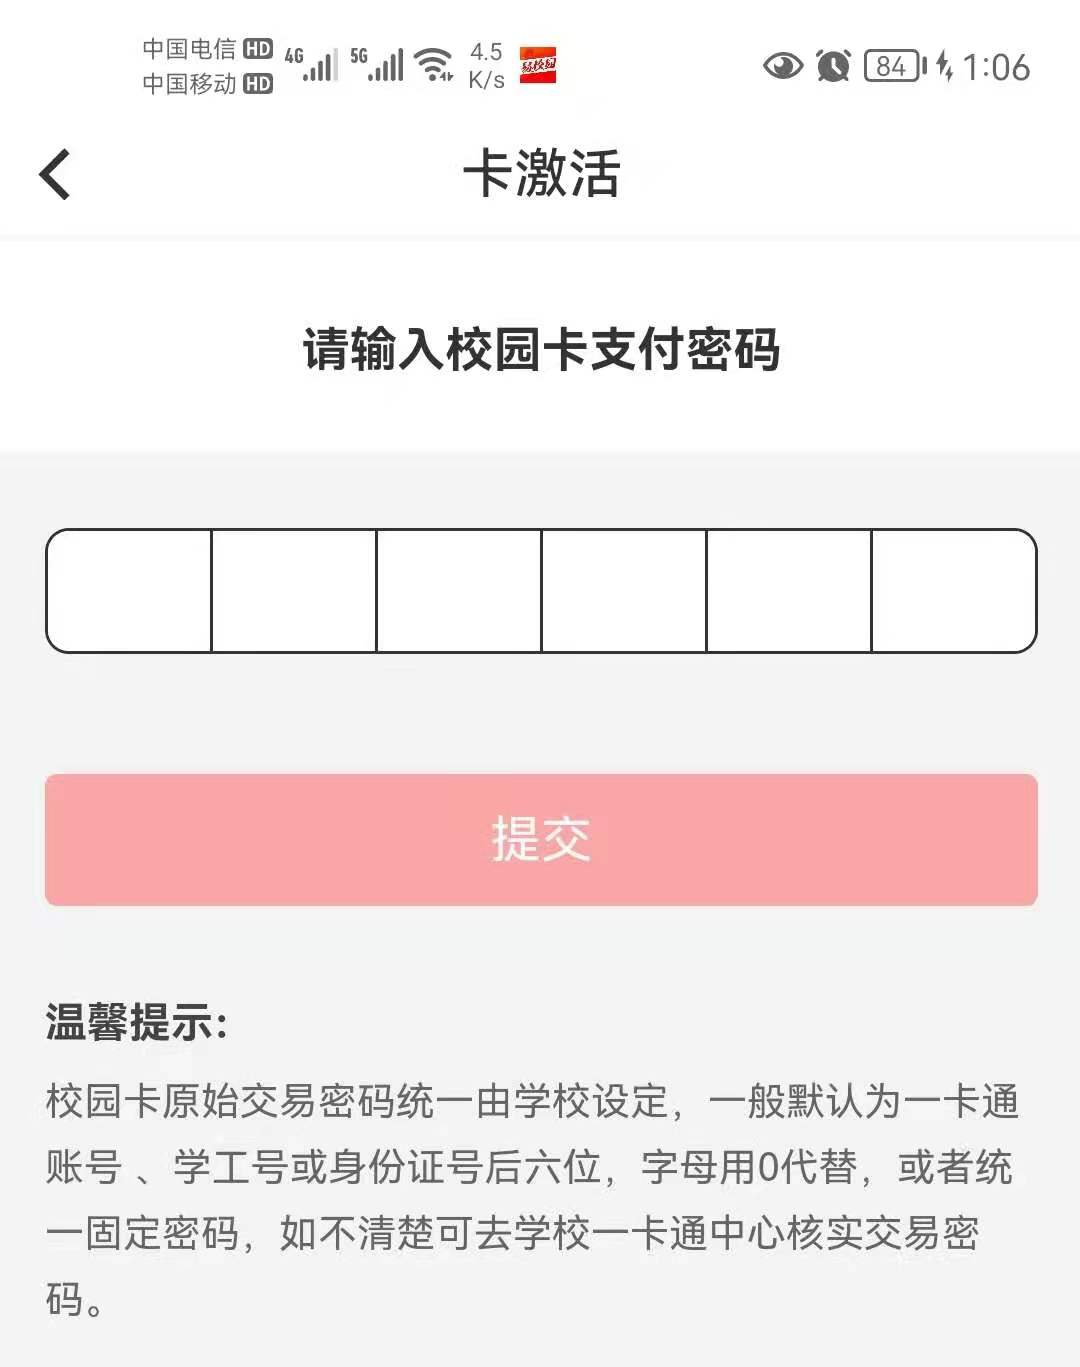 中国电信 HD 4G 5G 4.5 K/s 易校园 84 1:06
中国移动 HD
卡激活
请输入校园卡支付密码
提交
温馨提示：
校园卡原始交易密码统一由学校设定，一般默认为一卡通
账号 、学工号或身份证号后六位，字母用0代替，或者统
一固定密码，如不清楚可去学校一卡通中心核实交易密
码。